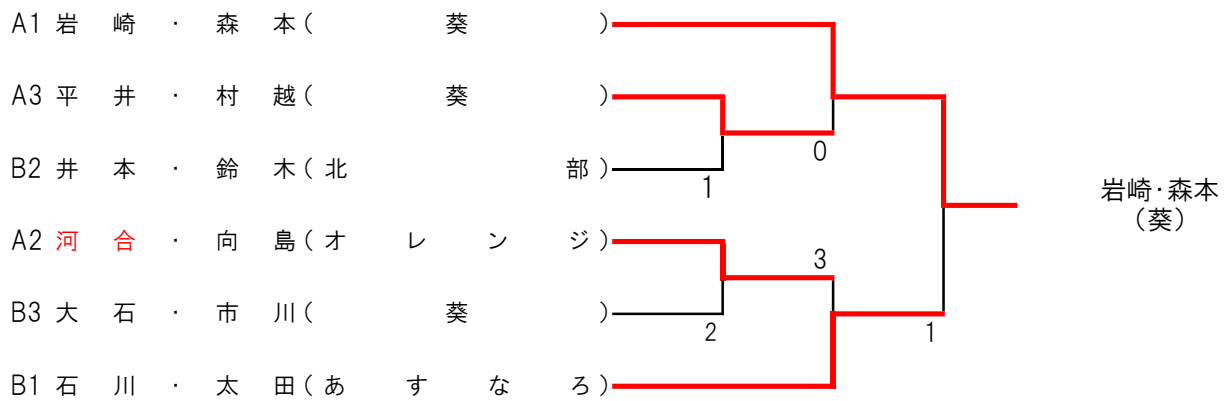 A1 岩崎・森本(葵)
A3 平井・村越(葵)
0
B2 井本・鈴木(北部)
1
岩崎・森本
(葵)
A2 河合・向島(オレンジ)
3
B3 大石・市川(葵)
2
1
B1 石川・太田(あすなろ)